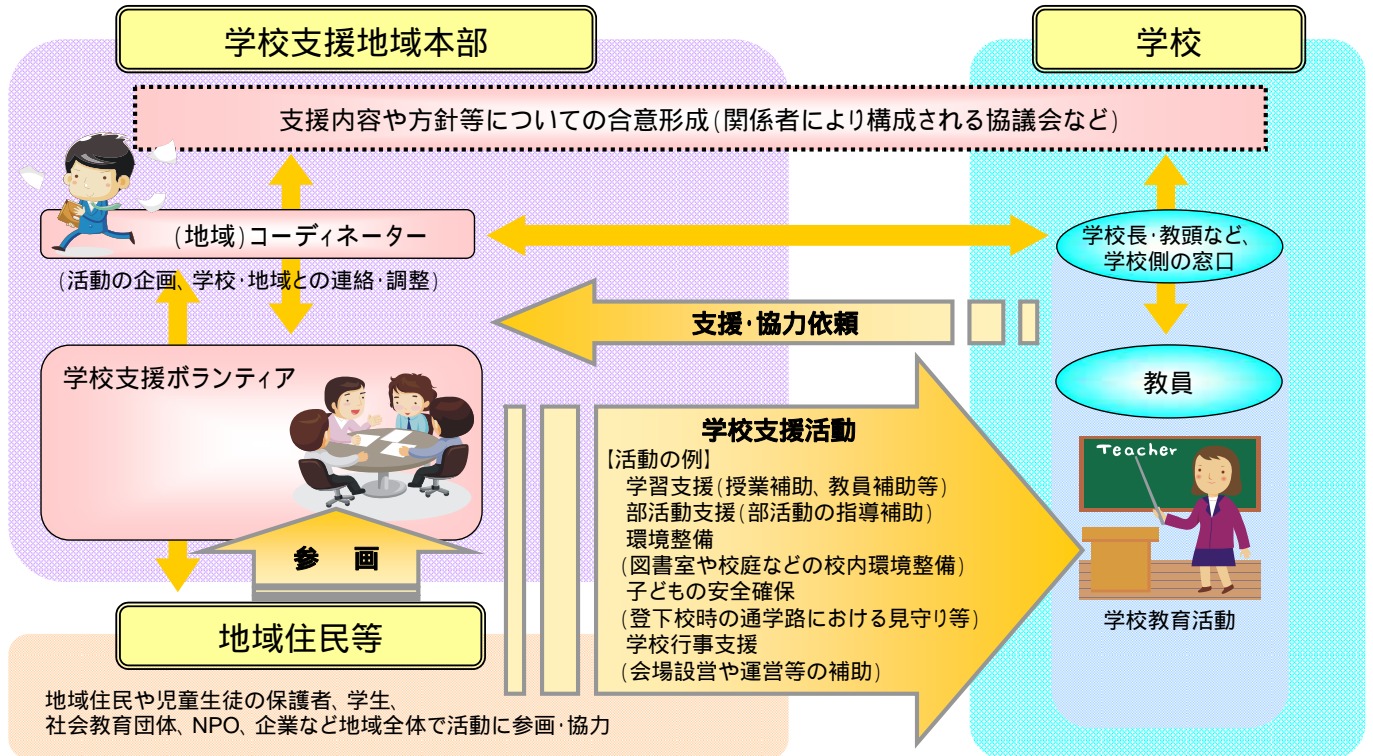 学校支援地域本部
学校
支援内容や方針等についての合意形成(関係者により構成される協議会など)
(地域)コーディネーター
(活動の企画、学校・地域との連絡・調整)
学校長・教頭など、
学校側の窓口
支援・協力依頼
学校支援ボランティア
教員
学校支援活動
【活動の例】
学習支援(授業補助、教員補助等)
部活動支援(部活動の指導補助)
環境整備
(図書室や校庭などの校内環境整備)
子どもの安全確保
(登下校時の通学路における見守り等)
学校行事支援
(会場設営や運営等の補助)
Teacher
学校教育活動
参 画
地域住民等
地域住民や児童生徒の保護者、学生、
社会教育団体、NPO、企業など地域全体で活動に参画・協力